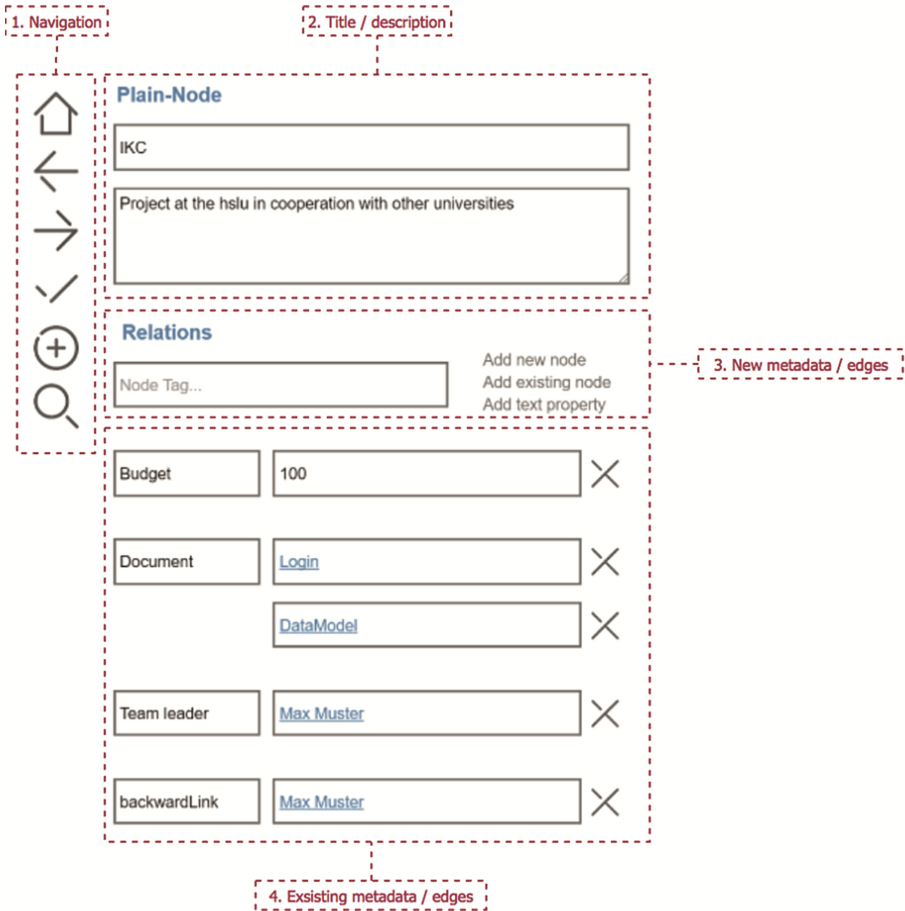 1. Navigation
2. Title / description
Plain-Node
IKC
Project at the hslu in cooperation with other universities
Relations
Node Tag...
Add new node
Add existing node
Add text property
3. New metadata / edges
Budget
100
Document
Login
DataModel
Team leader
Max Muster
backwardLink
Max Muster
4. Exsisting metadata / edges